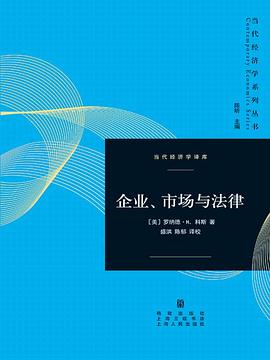 当代经济学系列丛书
Contemporary Economics Series
陈昕 主编
当代经济学译库
企业、市场与法律
[美] 罗纳德·H.科斯 著
盛洪 陈郁 译校
格致出版社
上海三联书店
上海人民出版社